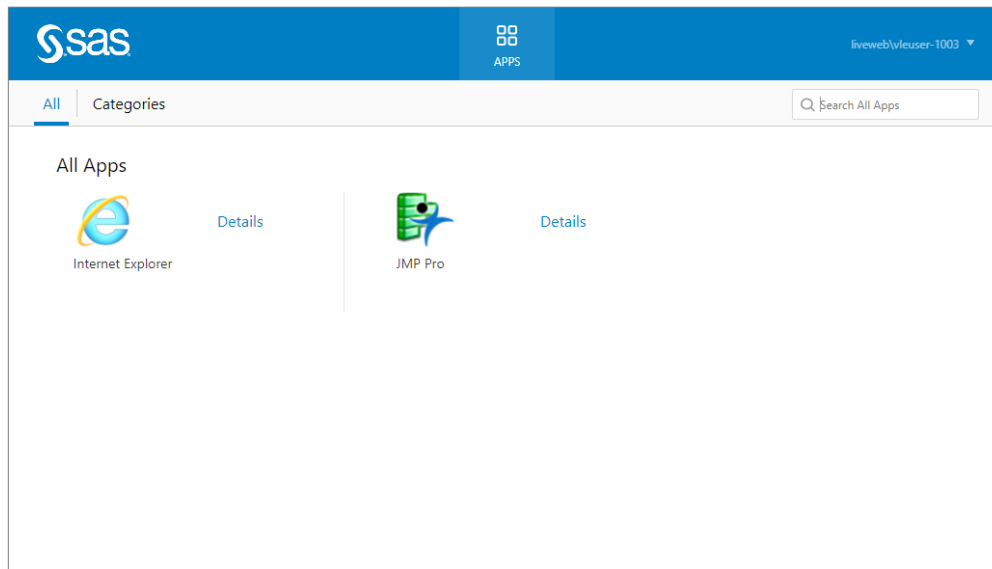 sas
APPS
liveweb\vleuser-1003
All
Categories
Search All Apps
All Apps
Details
Internet Explorer
Details
JMP Pro